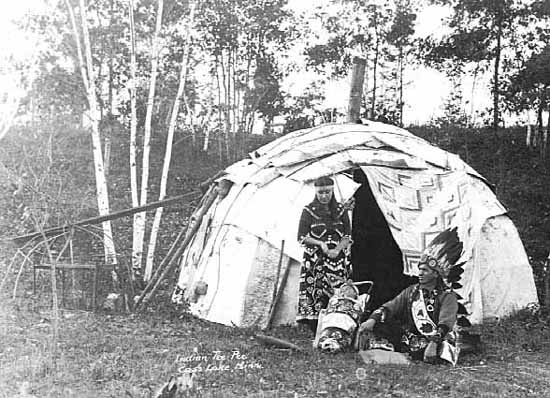 Indian Tee Pee
Cass Lake, Minn.